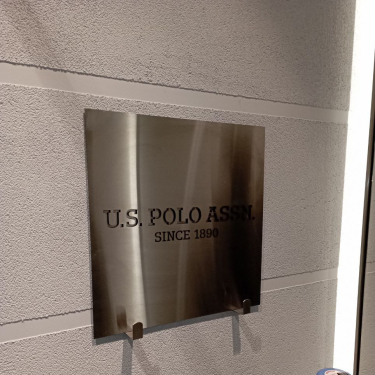 U.S. POLO ASSN.
SINCE 1890